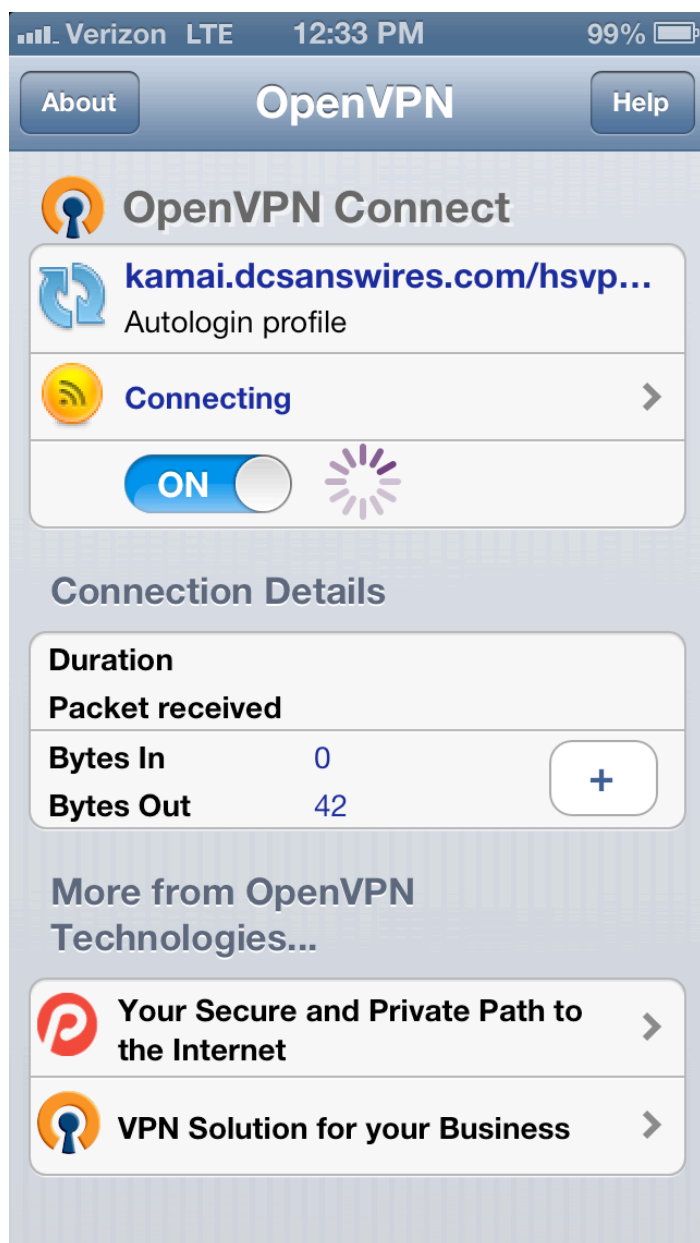 Verizon LTE 12:33 PM 99%
About OpenVPN Help
OpenVPN Connect
kamai.dcsanswires.com/hsvp...
Autologin profile
Connecting
ON
Connection Details
Duration
Packet received
Bytes In 0
+
Bytes Out 42
More from OpenVPN
Technologies...
Your Secure and Private Path to
the Internet
VPN Solution for your Business